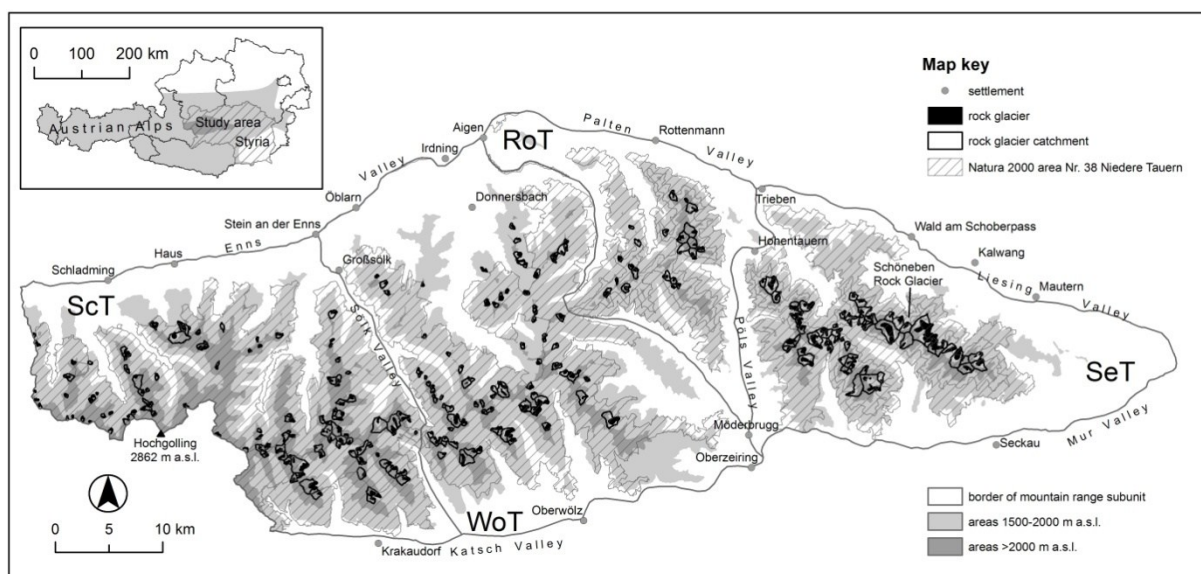 0 100 200 km
Austrian Alps
Study area
Styria
Map key
settlement
rock glacier
rock glacier catchment
Natura 2000 area Nr. 38 Niedere Tauern
Aigen
RoT
Palten
Valley
Rottenmann
Irdning
Valley
Öblarn
Donnersbach
Trieben
Stein an der Enns
Hohentauern
Wald am Schoberpass
Haus
Enns
Großsölk
Kalwang
Schladming
Schöneben
Rock Glacier
Liesing
Valley
Mautern
ScT
Sölk Valley
Pöls Valley
SeT
Hochgolling
2862 m a.s.l.
Möderbrugg
Seckau
Mur Valley
Oberzeiring
WoT
Oberwölz
0 5 10 km
Krakaudorf
Katsch Valley
border of mountain range subunit
areas 1500-2000 m a.s.l.
areas >2000 m a.s.l.